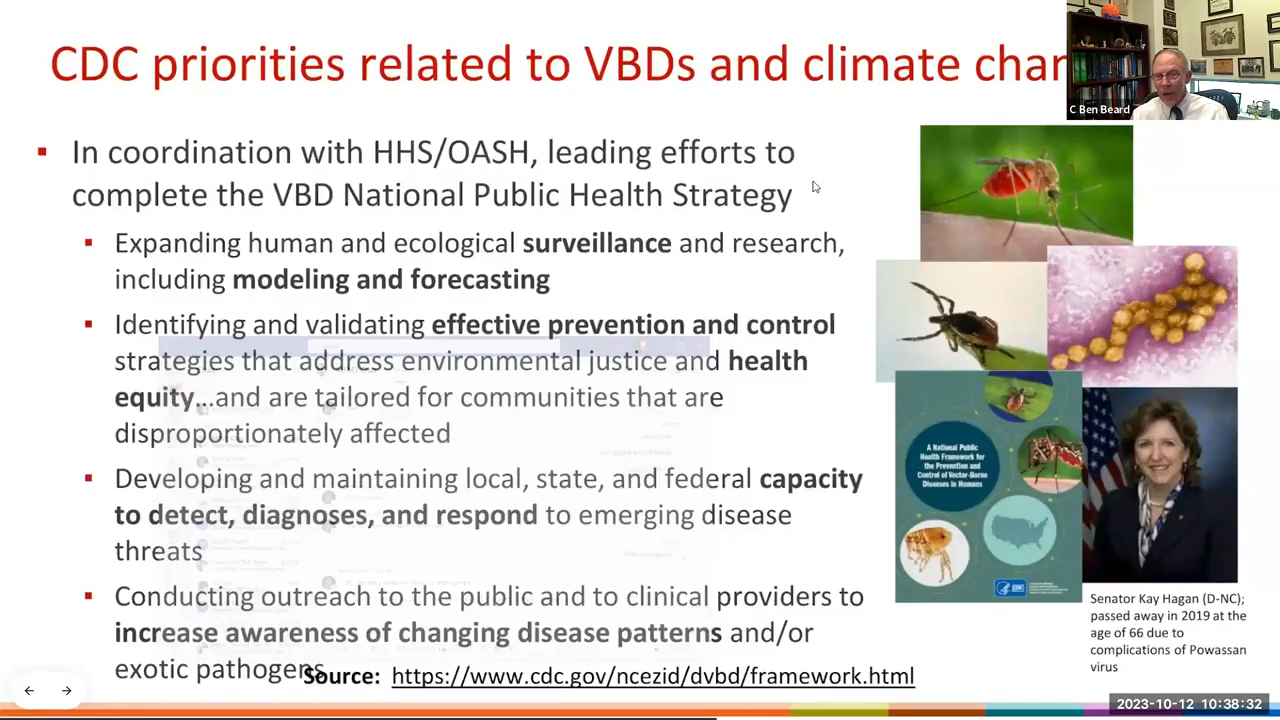 CDC priorities related to VBDs and climate chan
C Ben Beard
▪ In coordination with HHS/OASH, leading efforts to
complete the VBD National Public Health Strategy
▪ Expanding human and ecological surveillance and research,
including modeling and forecasting
▪ Identifying and validating effective prevention and control
strategies that address environmental justice and health
equity…and are tailored for communities that are
disproportionately affected
▪ Developing and maintaining local, state, and federal capacity
to detect, diagnoses, and respond to emerging disease
threats
▪ Conducting outreach to the public and to clinical providers to
increase awareness of changing disease patterns and/or
exotic pathogens
Source: https://www.cdc.gov/ncezid/dvbd/framework.html
A National Public
Health Framework for
the Prevention and
Control of Vector-Borne
Diseases in Humans
CDC
Senator Kay Hagan (D-NC);
passed away in 2019 at the
age of 66 due to
complications of Powassan
virus
2023-10-12 10:38:32